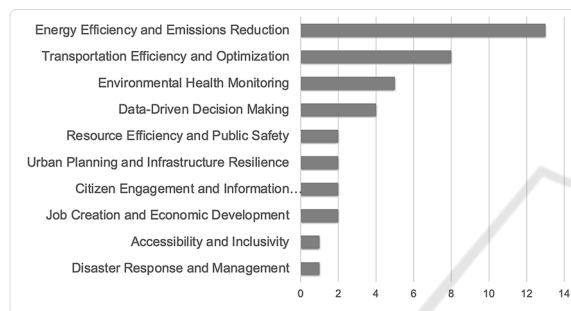 Energy Efficiency and Emissions Reduction
Transportation Efficiency and Optimization
Environmental Health Monitoring
Data-Driven Decision Making
Resource Efficiency and Public Safety
Urban Planning and Infrastructure Resilience
Citizen Engagement and Information...
Job Creation and Economic Development
Accessibility and Inclusivity
Disaster Response and Management
0 2 4 6 8 10 12 14